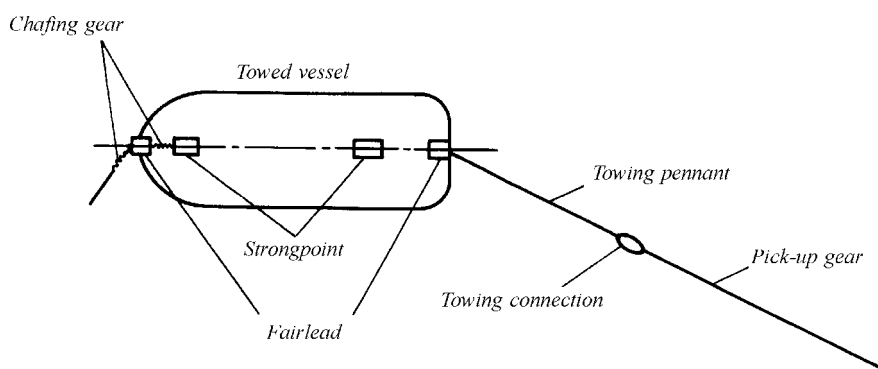 Chafing gear
Towed vessel
Towing pennant
Strongpoint
Pick-up gear
Towing connection
Fairlead